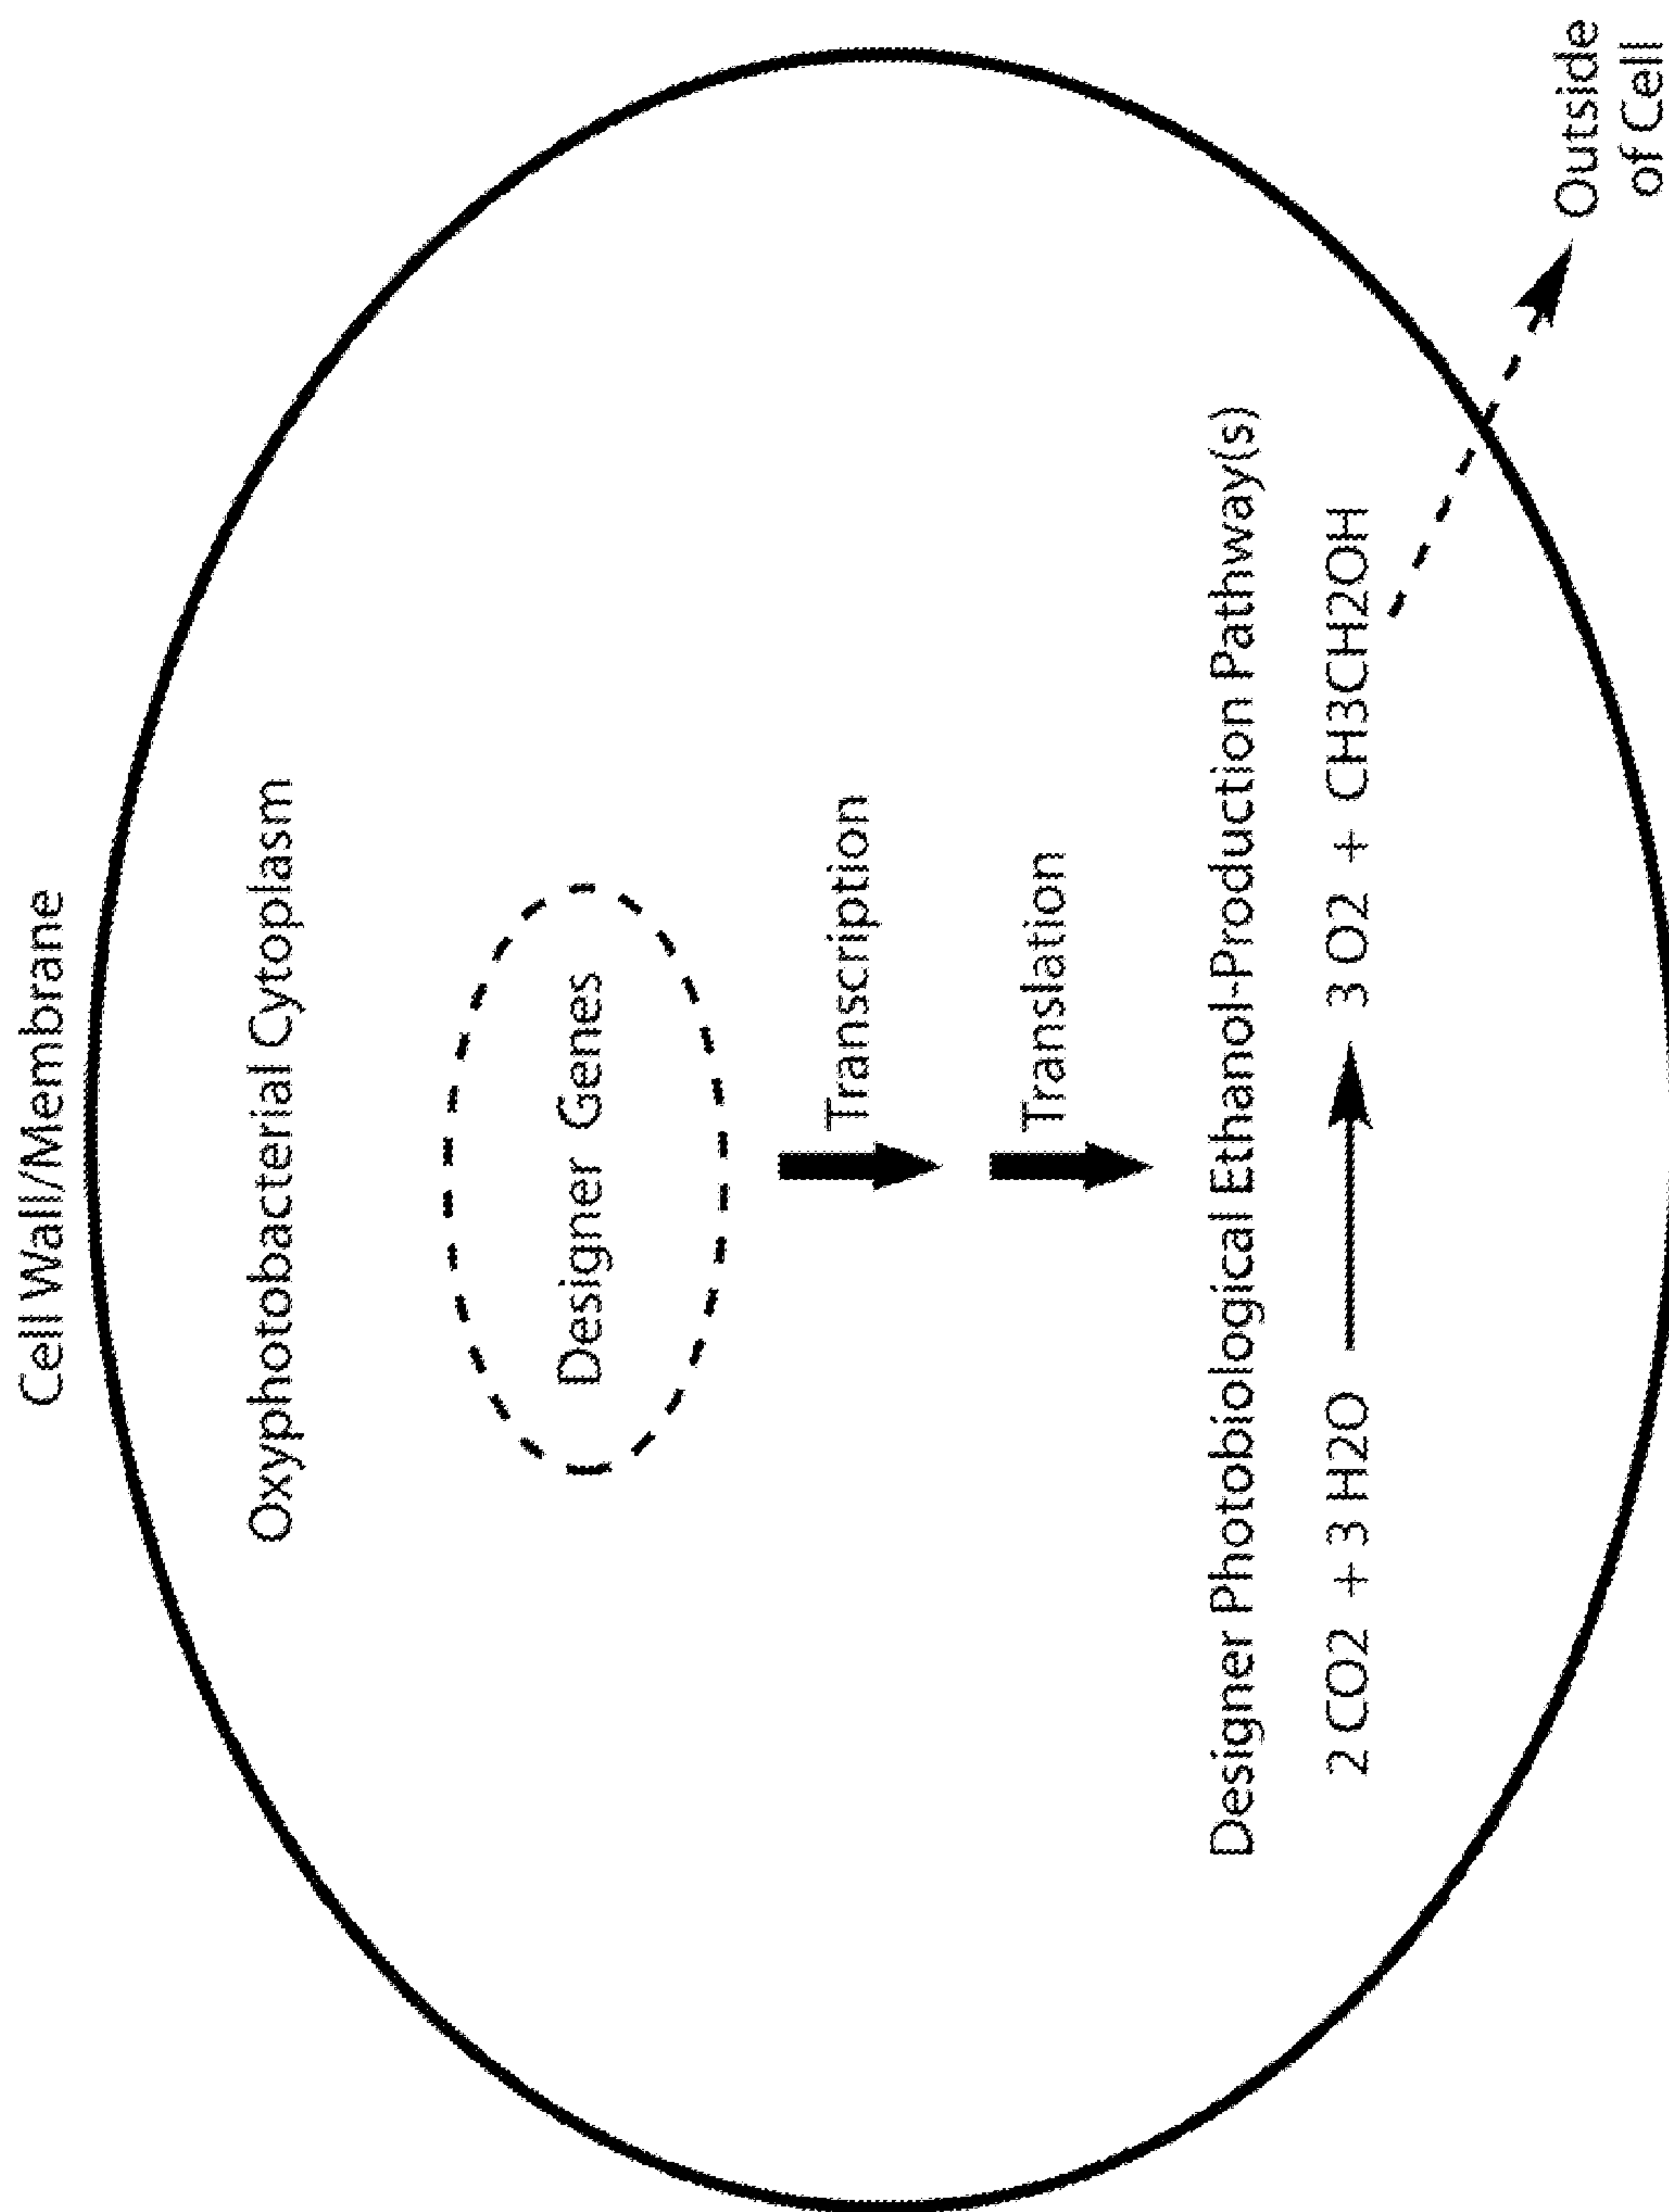 Cell Wall/Membrane
Oxyphotobacterial Cytoplasm
Designer Genes
Transcription
Translation
Designer Photobiological Ethanol-Production Pathway(s)
2 CO2 + 3 H2O 3 O2 + CH3CH2OH
Outside
of Cell